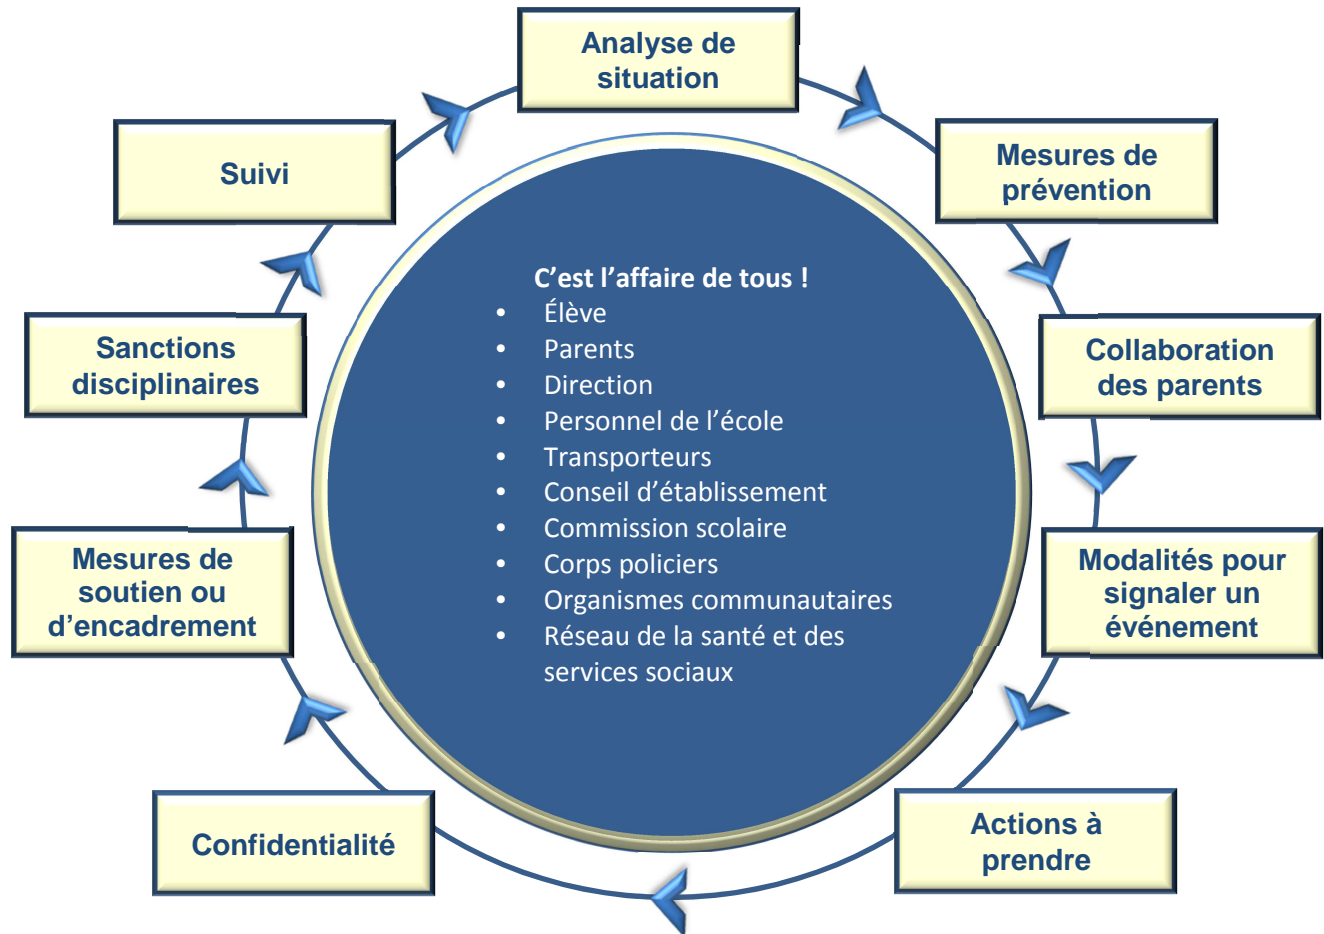 Analyse de
situation
Mesures de
prévention
Collaboration
des parents
Modalités pour
signaler un
événement
Actions à
prendre
Confidentialité
Mesures de
soutien ou
d’encadrement
Sanctions
disciplinaires
Suivi
C’est l’affaire de tous !
• Élève
• Parents
• Direction
• Personnel de l’école
• Transporteurs
• Conseil d’établissement
• Commission scolaire
• Corps policiers
• Organismes communautaires
• Réseau de la santé et des
services sociaux